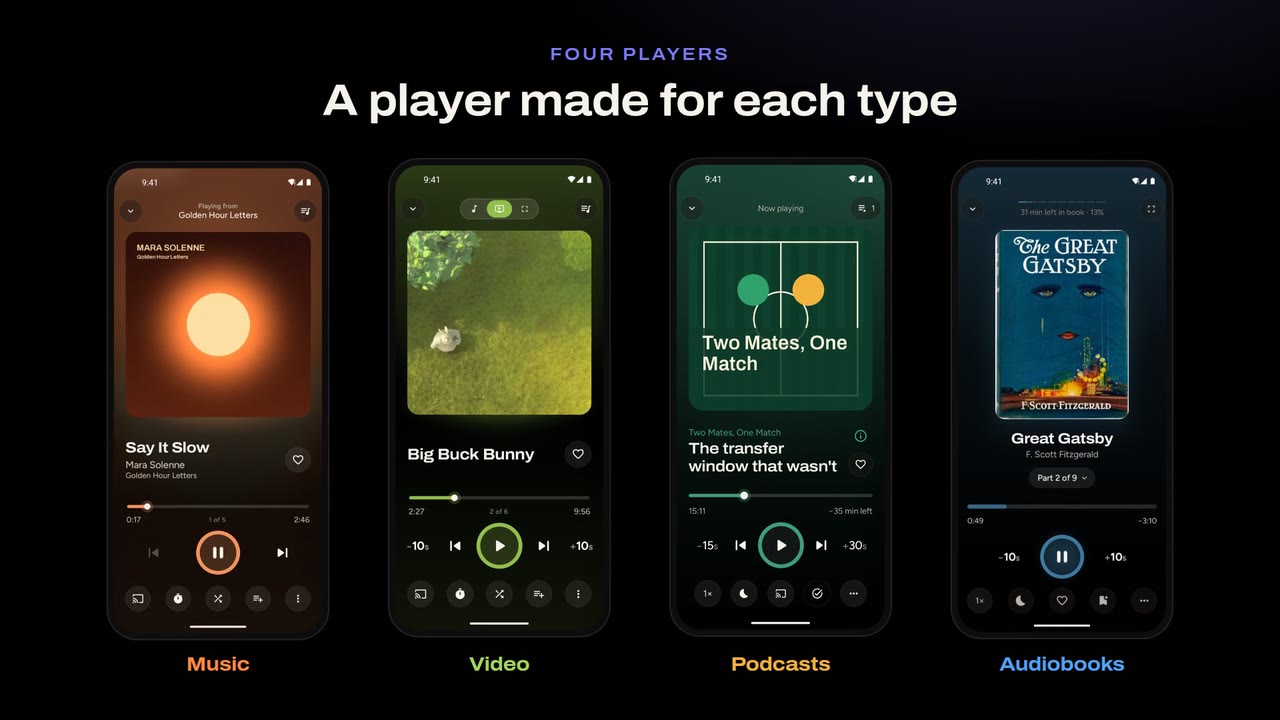 FOUR PLAYERS
A player made for each type
9:41
Playing from
Golden Hour Letters
MARA SOLENNE
Golden Hour Letters
Say It Slow
Mara Solenne
Golden Hour Letters
0:17
1 of 5
2:46
Music
9:41
Big Buck Bunny
2:27
2 of 6
9:56
−10s
+10s
Video
9:41
Now playing
1
Two Mates, One
Match
Two Mates, One Match
The transfer
window that wasn't
15:11
−35 min left
−15s
+30s
1×
Podcasts
9:41
31 min left in book · 13%
The GREAT
GATSBY
F·SCOTT·FITZGERALD
Great Gatsby
F. Scott Fitzgerald
Part 2 of 9
0:49
−3:10
−10s
+10s
1×
Audiobooks